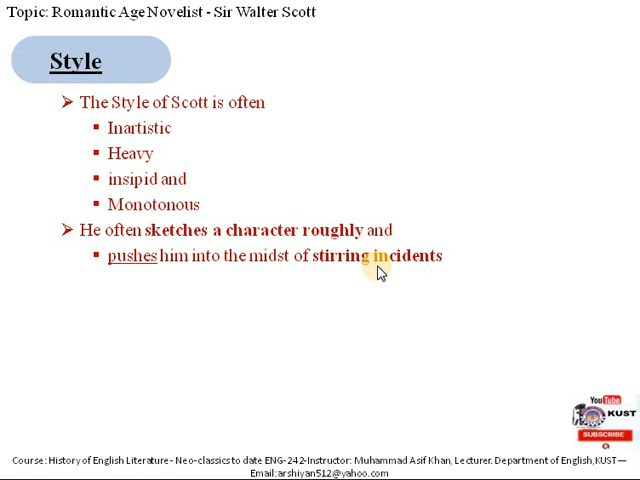 Topic: Romantic Age Novelist - Sir Walter Scott
Style
The Style of Scott is often
Inartistic
Heavy
insipid and
Monotonous
He often sketches a character roughly and
pushes him into the midst of stirring incidents
YouTube
KUST
SUBSCRIBE
Course: History of English Literature - Neo-classics to date ENG-242-Instructor: Muhammad Asif Khan, Lecturer. Department of English,KUST—
Email:arshiyan512@yahoo.com